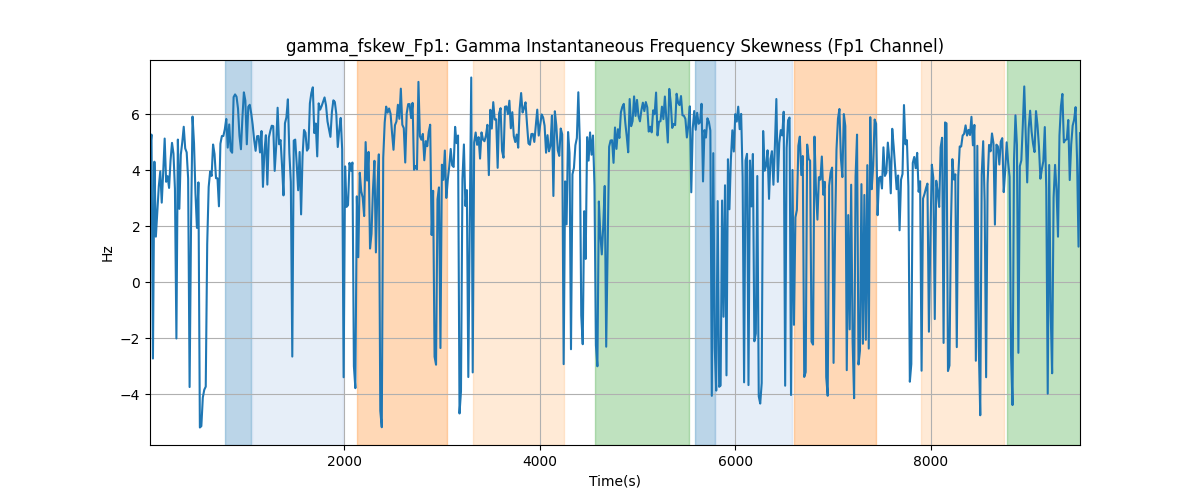 gamma_fskew_Fp1: Gamma Instantaneous Frequency Skewness (Fp1 Channel)
6
4
2
0
−2
−4
Hz
2000 4000 6000 8000
Time(s)